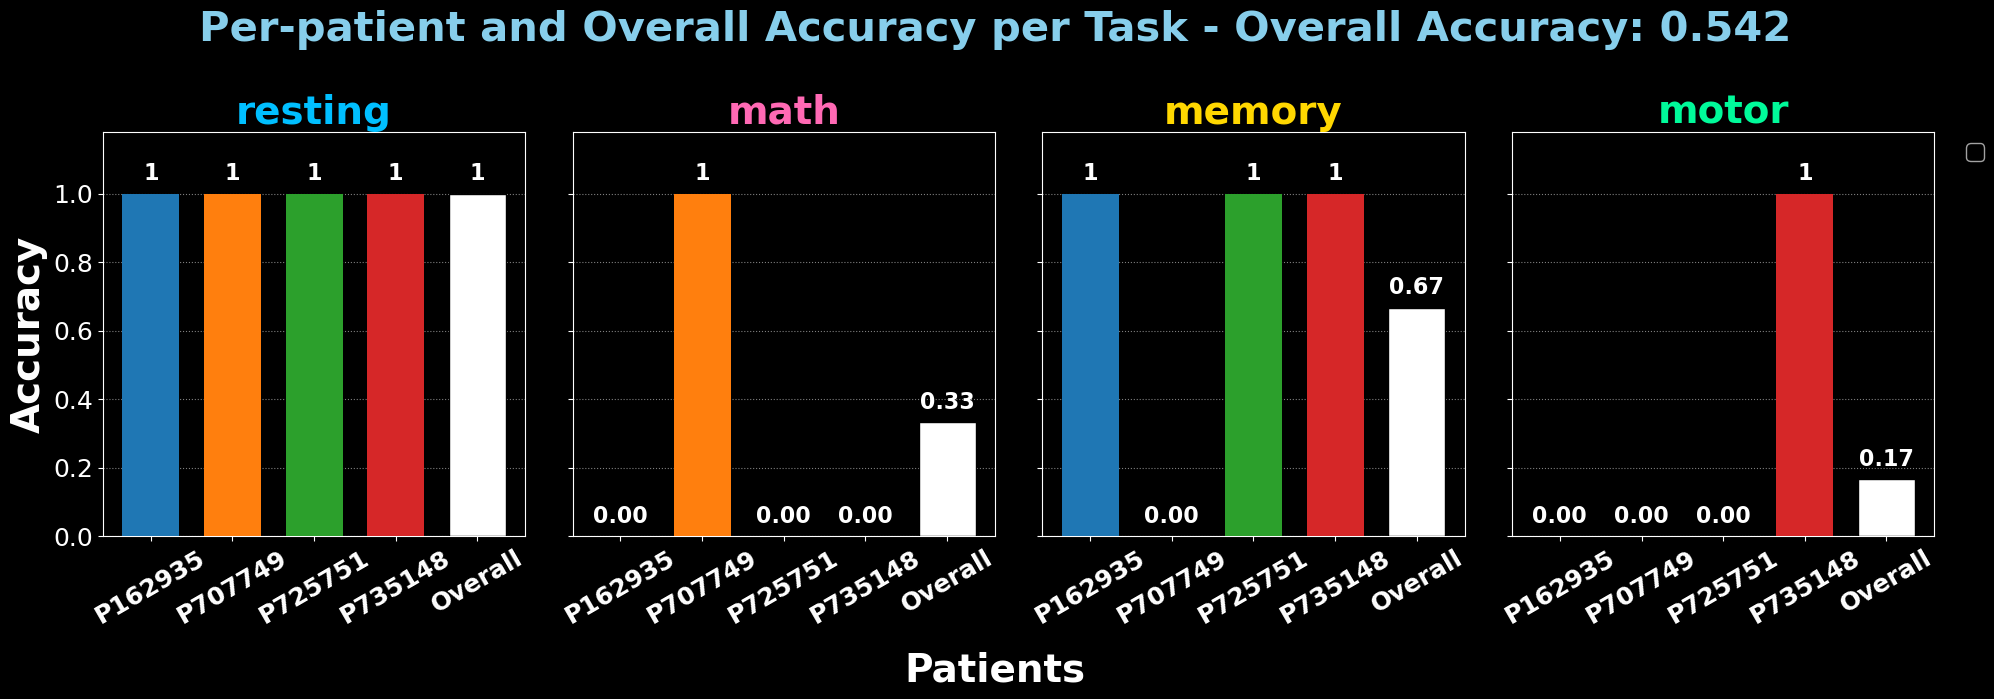 Per-patient and Overall Accuracy per Task - Overall Accuracy: 0.542
resting
math
memory
motor
Accuracy
1.0
0.8
0.6
0.4
0.2
0.0
1 1 1 1 1
0.00 1 0.00 0.00 0.33
1 0.00 1 1 0.67
0.00 0.00 0.00 1 0.17
P162935 P707749 P725751 P735148 Overall
P162935 P707749 P725751 P735148 Overall
P162935 P707749 P725751 P735148 Overall
P162935 P707749 P725751 P735148 Overall
Patients